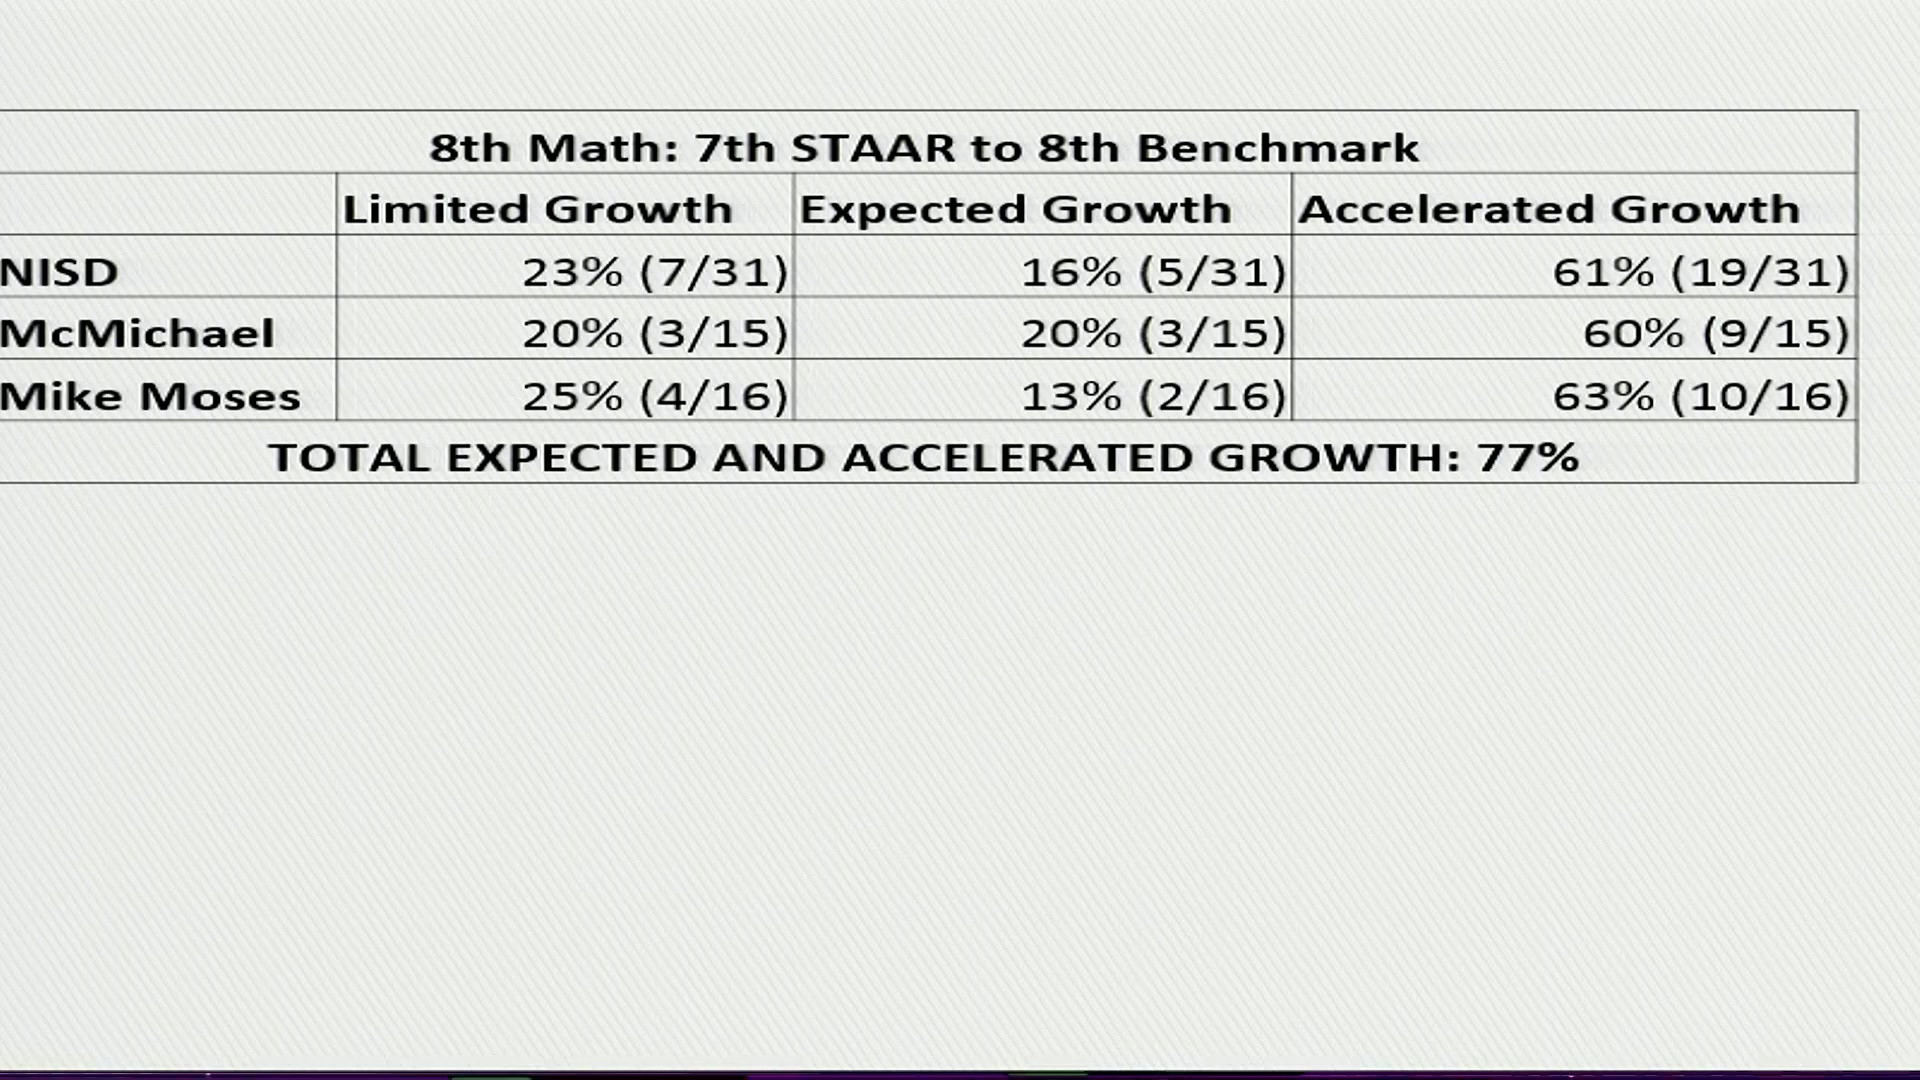 8th Math: 7th STAAR to 8th Benchmark
Limited Growth Expected Growth Accelerated Growth
NISD 23% (7/31) 16% (5/31) 61% (19/31)
McMichael 20% (3/15) 20% (3/15) 60% (9/15)
Mike Moses 25% (4/16) 13% (2/16) 63% (10/16)
TOTAL EXPECTED AND ACCELERATED GROWTH: 77%